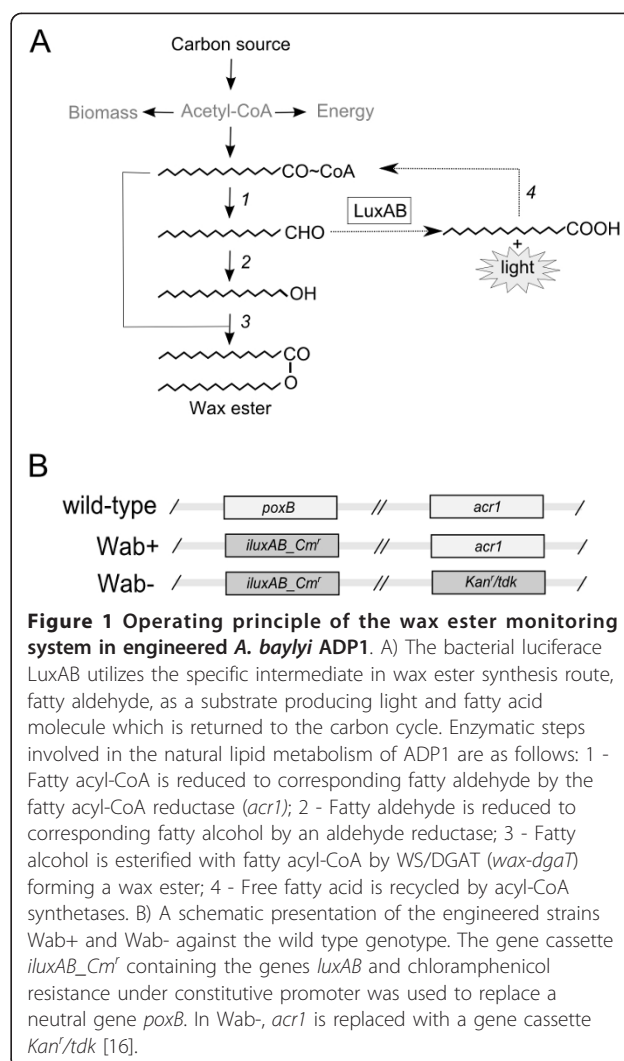 A
Carbon source
Biomass Acetyl-CoA Energy
CO~CoA
1
4
LuxAB
CHO
COOH
+
light
2
OH
3
CO
O
Wax ester
B
wild-type / poxB // acr1 /
Wab+ / iluxAB_Cmʳ // acr1 /
Wab- / iluxAB_Cmʳ // Kanʳ/tdk /
Figure 1 Operating principle of the wax ester monitoring
system in engineered A. baylyi ADP1. A) The bacterial luciferace
LuxAB utilizes the specific intermediate in wax ester synthesis route,
fatty aldehyde, as a substrate producing light and fatty acid
molecule which is returned to the carbon cycle. Enzymatic steps
involved in the natural lipid metabolism of ADP1 are as follows: 1 -
Fatty acyl-CoA is reduced to corresponding fatty aldehyde by the
fatty acyl-CoA reductase (acr1); 2 - Fatty aldehyde is reduced to
corresponding fatty alcohol by an aldehyde reductase; 3 - Fatty
alcohol is esterified with fatty acyl-CoA by WS/DGAT (wax-dgaT)
forming a wax ester; 4 - Free fatty acid is recycled by acyl-CoA
synthetases. B) A schematic presentation of the engineered strains
Wab+ and Wab- against the wild type genotype. The gene cassette
iluxAB_Cmʳ containing the genes luxAB and chloramphenicol
resistance under constitutive promoter was used to replace a
neutral gene poxB. In Wab-, acr1 is replaced with a gene cassette
Kanʳ/tdk [16].